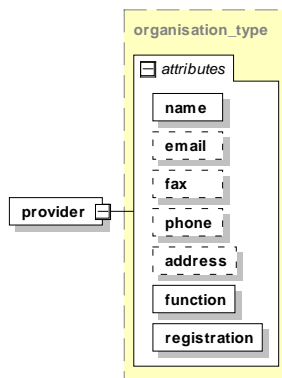 organisation_type
attributes
name
email
fax
phone
provider
address
function
registration